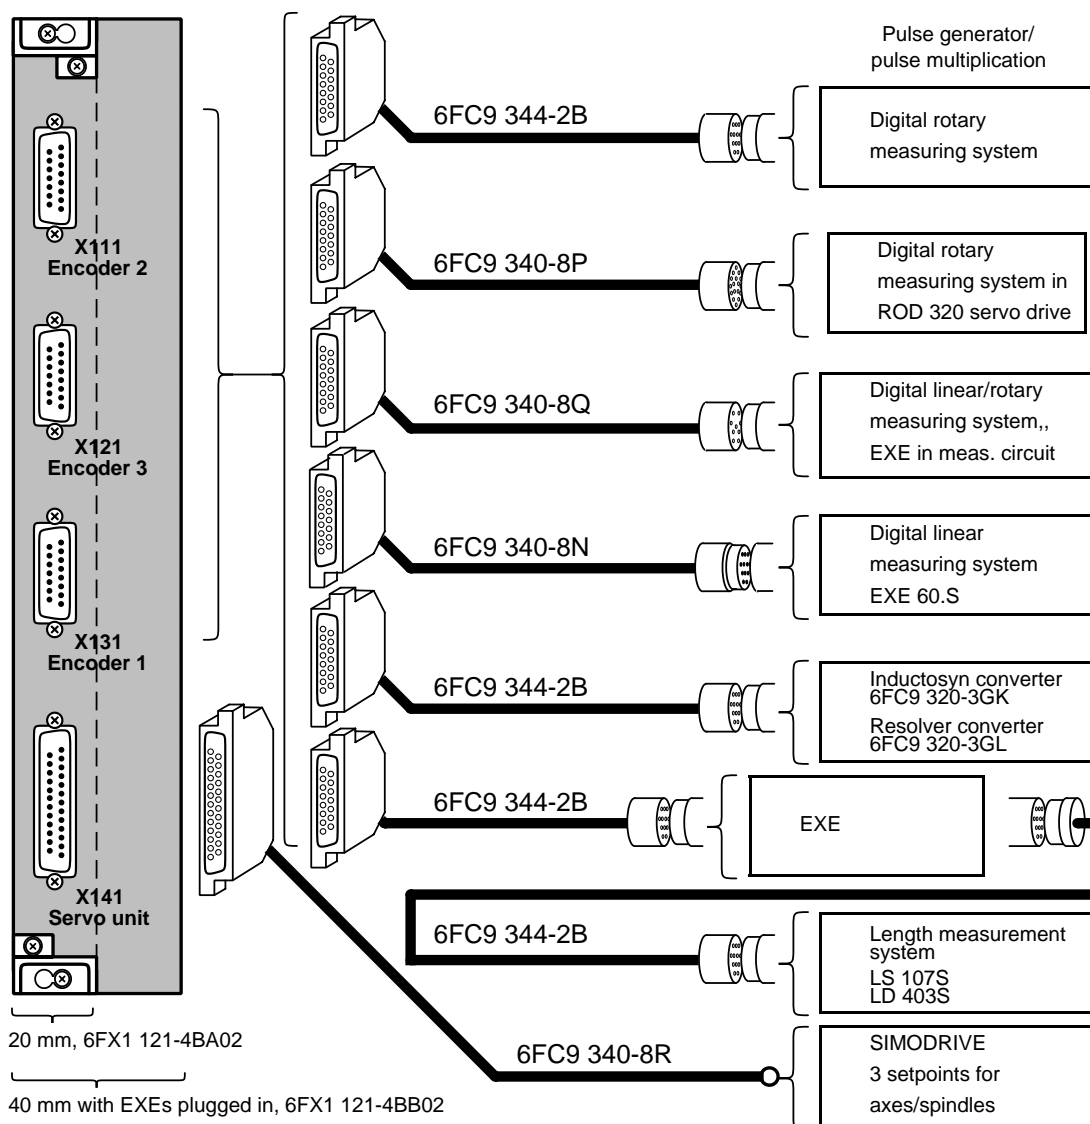 Pulse generator/
pulse multiplication
6FC9 344-2B
Digital rotary
measuring system
X111
Encoder 2
6FC9 340-8P
Digital rotary
measuring system in
ROD 320 servo drive
6FC9 340-8Q
Digital linear/rotary
measuring system,,
EXE in meas. circuit
X121
Encoder 3
6FC9 340-8N
Digital linear
measuring system
EXE 60.S
X131
Encoder 1
6FC9 344-2B
Inductosyn converter
6FC9 320-3GK
Resolver converter
6FC9 320-3GL
6FC9 344-2B
EXE
X141
Servo unit
6FC9 344-2B
Length measurement
system
LS 107S
LD 403S
20 mm, 6FX1 121-4BA02
6FC9 340-8R
SIMODRIVE
3 setpoints for
axes/spindles
40 mm with EXEs plugged in, 6FX1 121-4BB02